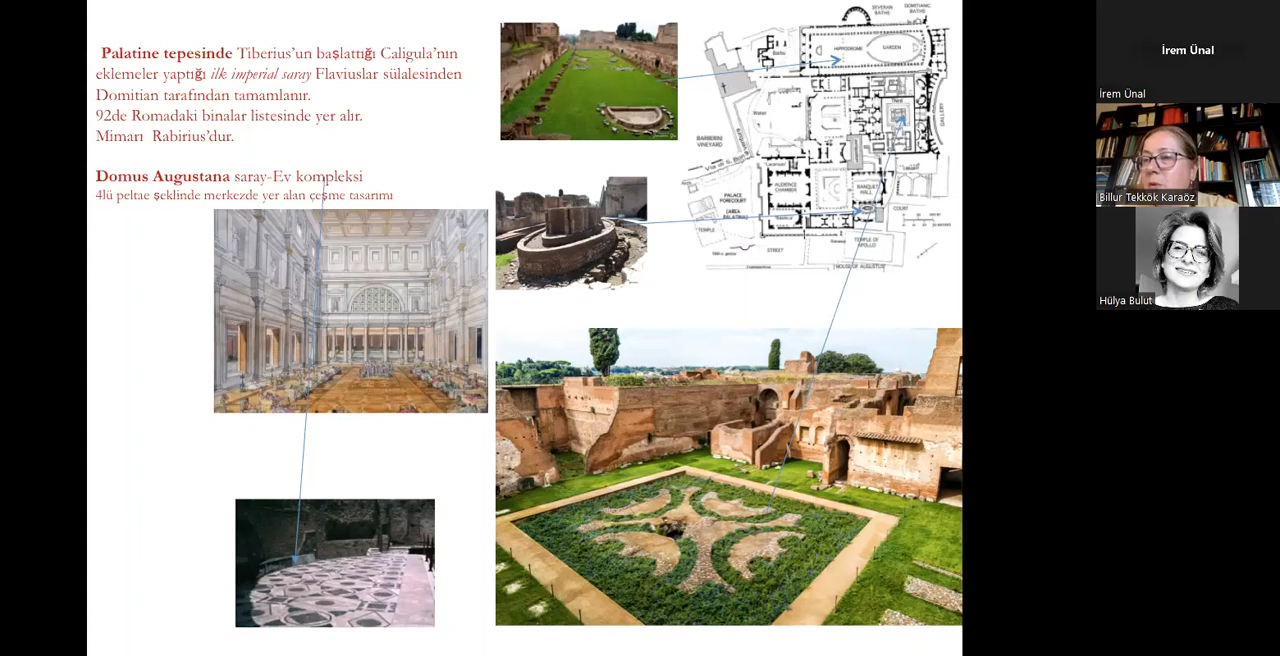 Palatine tepesinde Tiberius'un başlattığı Caligula'nın
eklemeler yaptığı ilk imperial saray Flaviuslar sülalesinden
Domitian tarafından tamamlanır.
92de Romadaki binalar listesinde yer alır.
Mimarı Rabirius'dur.
Domus Augustana saray-Ev kompleksi
4lü peltae şeklinde merkezde yer alan çeşme tasarımı
SEVERAN
BATHS
DOMITIANIC
BATHS
HIPPODROME
GARDEN
GALLERY
Third
Water
BARBERINI
VINEYARD
PALACE
FORECOURT
(AREA
PALATINA)
AUDIENCE
CHAMBER
BANQUET
HALL
COURT
TEMPLE
STREET
TEMPLE OF
APOLLO
HOUSE OF AUGUSTUS
İrem Ünal
İrem Ünal
Billur Tekkök Karaöz
Hülya Bulut